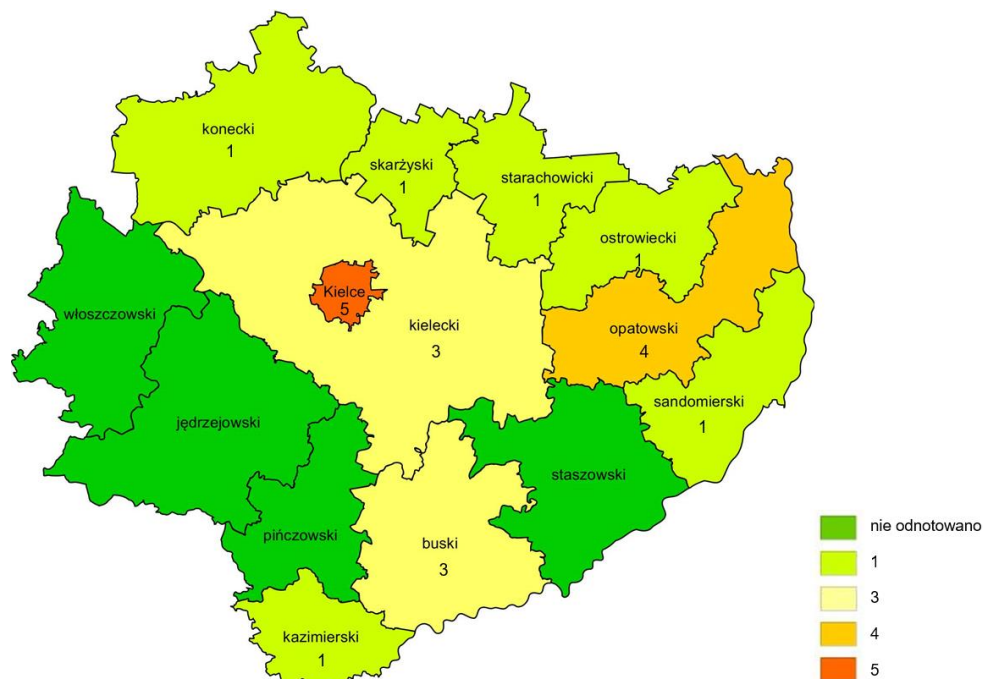 konecki
1
skarżyski
1
starachowicki
1
ostrowiecki
1
Kielce
5
włoszczowski
kielecki
3
opatowski
4
sandomierski
1
jędrzejowski
staszowski
pińczowski
buski
3
kazimierski
1
nie odnotowano
1
3
4
5